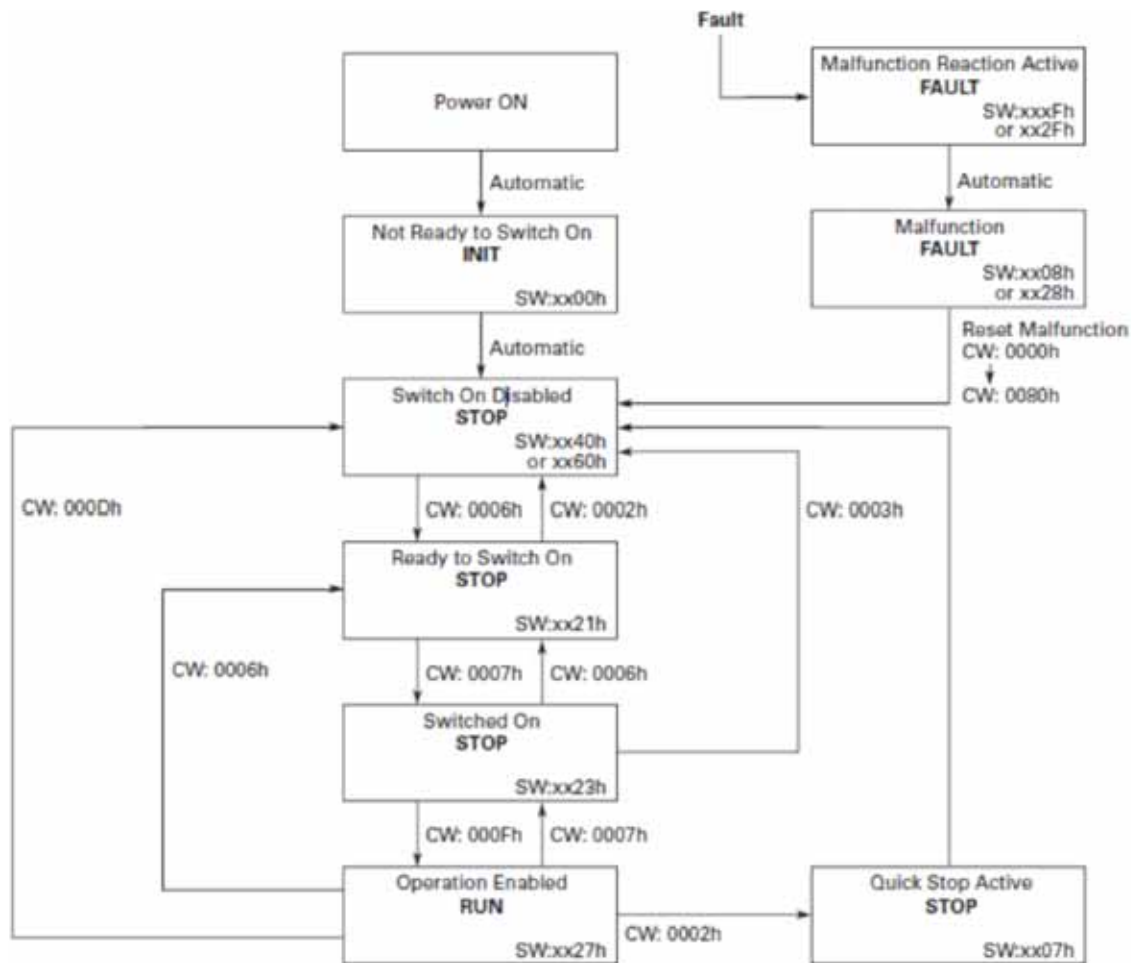 Fault
Power ON
Malfunction Reaction Active
FAULT
SW:xxxFh
or xx2Fh
Automatic
Automatic
Not Ready to Switch On
INIT
SW:xx00h
Malfunction
FAULT
SW:xx08h
or xx28h
Automatic
Reset Malfunction
CW: 0000h
CW: 0080h
Switch On Disabled
STOP
SW:xx40h
or xx60h
CW: 000Dh
CW: 0006h
CW: 0002h
CW: 0003h
Ready to Switch On
STOP
SW:xx21h
CW: 0006h
CW: 0007h
CW: 0006h
Switched On
STOP
SW:xx23h
CW: 000Fh
CW: 0007h
Operation Enabled
RUN
SW:xx27h
CW: 0002h
Quick Stop Active
STOP
SW:xx07h